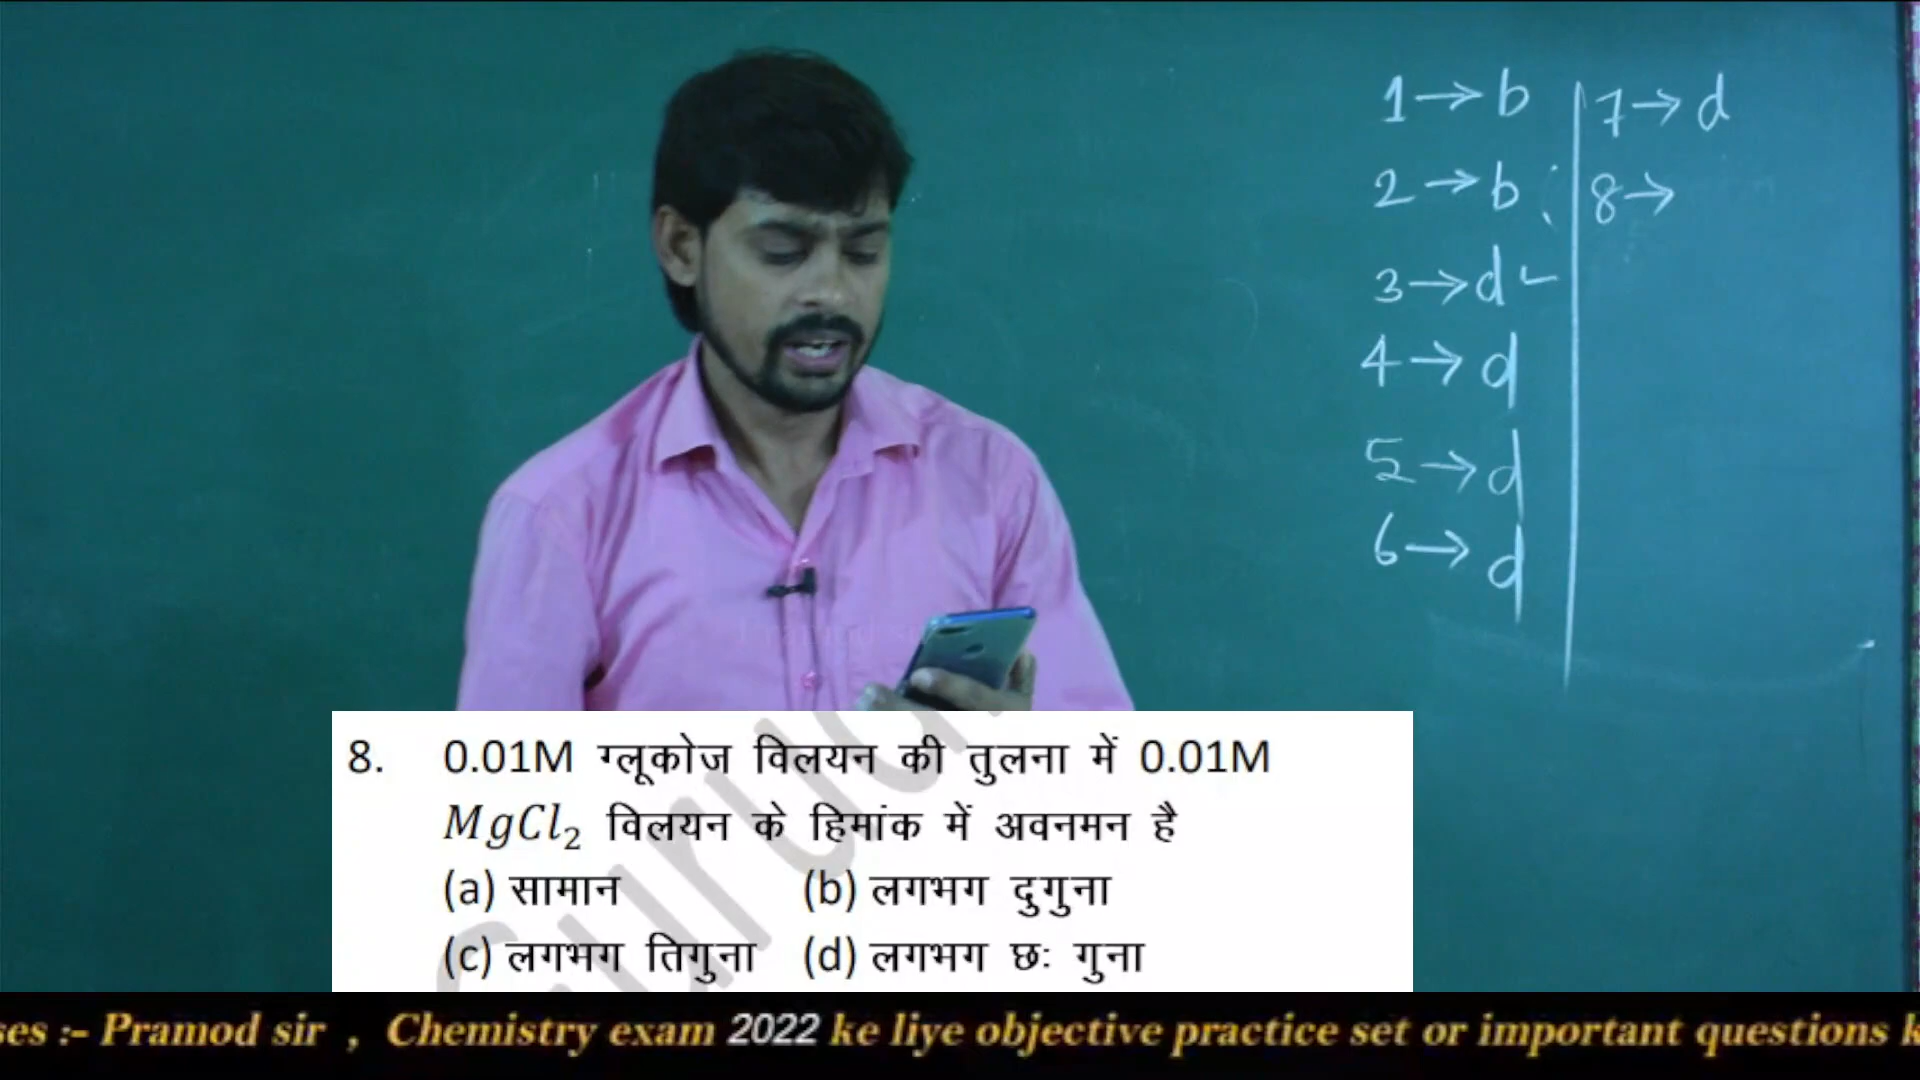 1→b
2→b
3→d
4→d
5→d
6→d
7→d
8→
8. 0.01M ग्लूकोज विलयन की तुलना में 0.01M
MgCl₂ विलयन के हिमांक में अवनमन है
(a) सामान (b) लगभग दुगुना
(c) लगभग तिगुना (d) लगभग छः गुना
ses :- Pramod sir , Chemistry exam 2022 ke liye objective practice set or important questions k